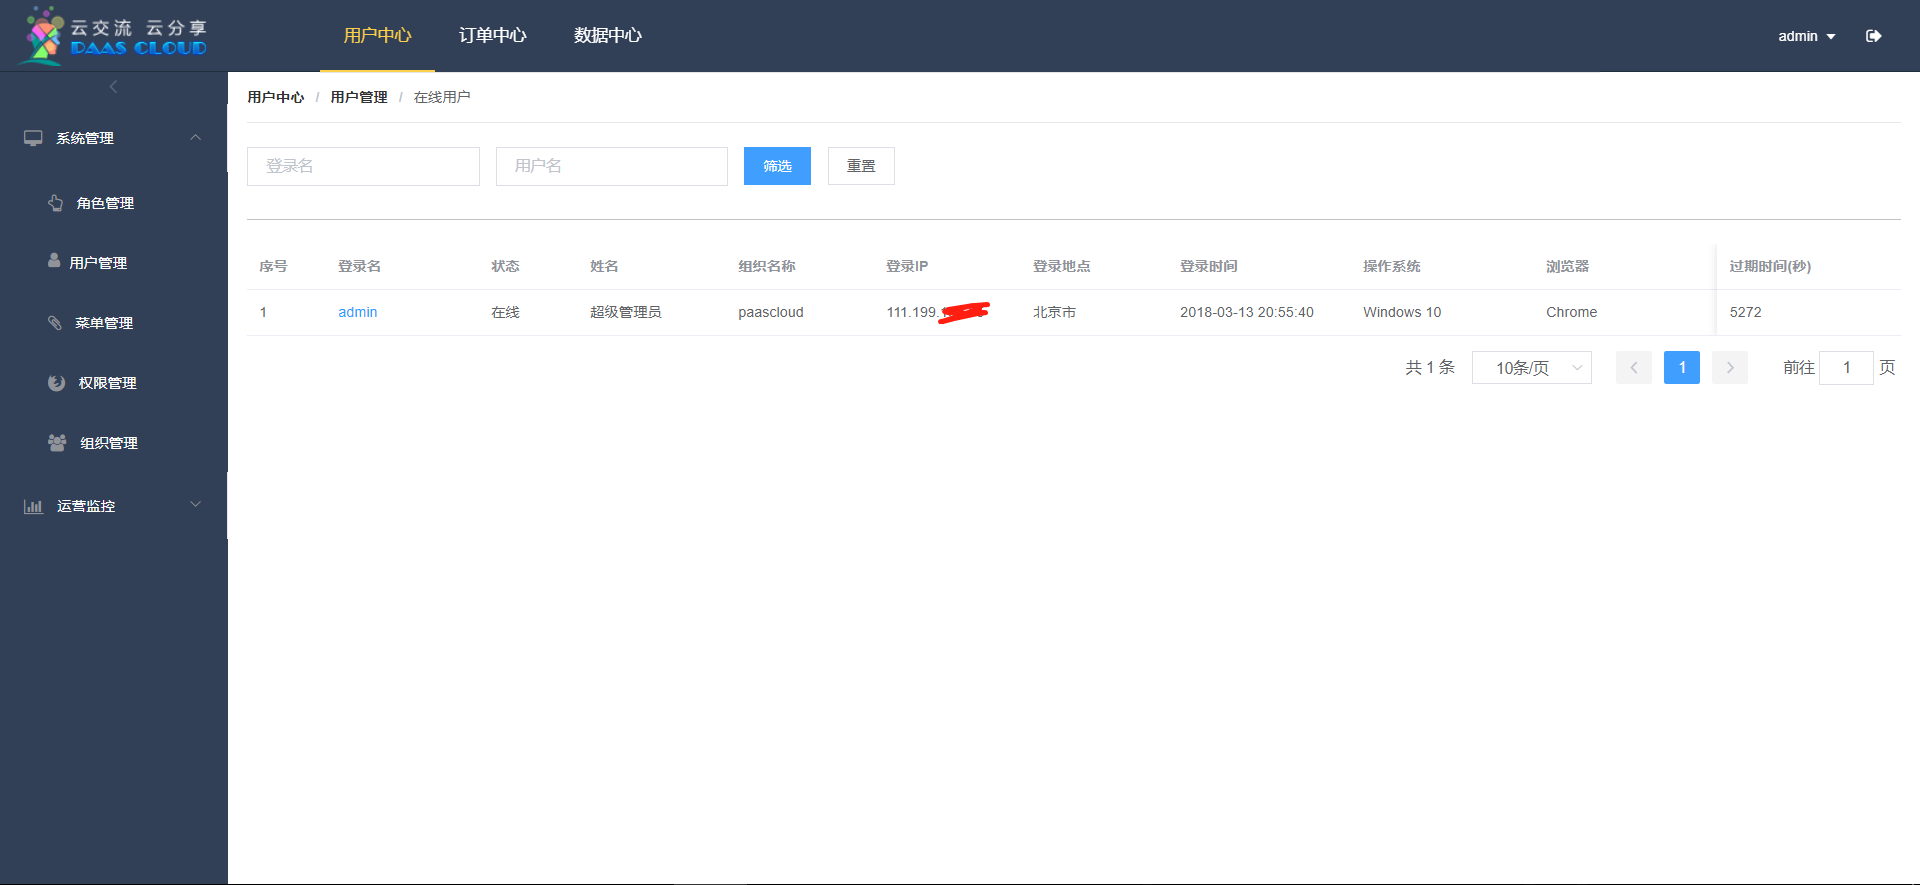 云交流 云分享
PAAS CLOUD
用户中心 订单中心 数据中心
admin
用户中心 / 用户管理 / 在线用户
系统管理
角色管理
用户管理
菜单管理
权限管理
组织管理
运营监控
登录名 用户名 筛选 重置
序号 登录名 状态 姓名 组织名称 登录IP 登录地点 登录时间 操作系统 浏览器 过期时间(秒)
1 admin 在线 超级管理员 paascloud 111.199. 北京市 2018-03-13 20:55:40 Windows 10 Chrome 5272
共 1 条 10条/页 1 前往 1 页